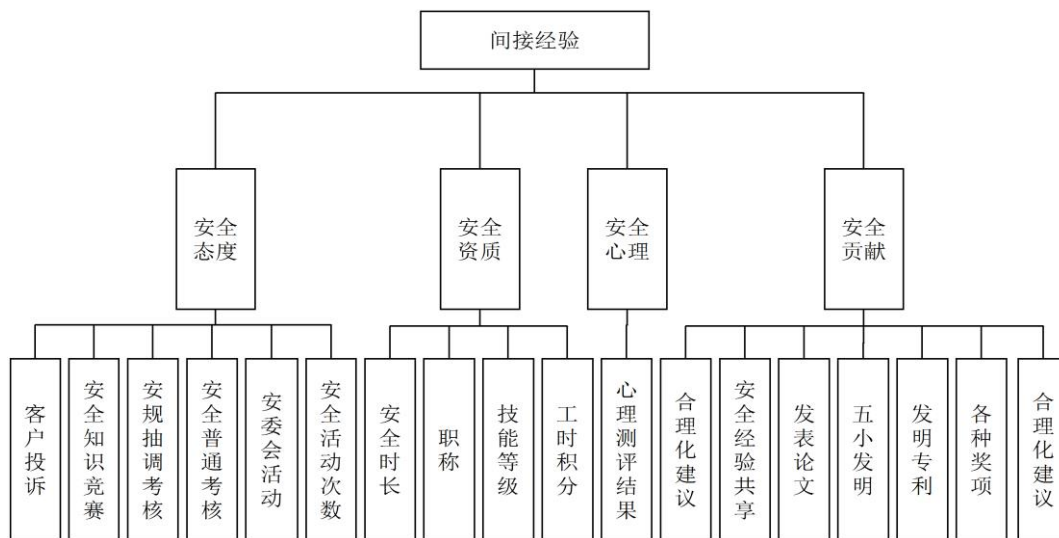 间接经验
安全
态度
安全
资质
安全
心理
安全
贡献
客户投诉
安全知识竞赛
安规抽调考核
安全普通考核
安委会活动
安全活动次数
安全时长
职称
技能等级
工时积分
心理测评结果
合理化建议
安全经验共享
发表论文
五小发明
发明专利
各种奖项
合理化建议